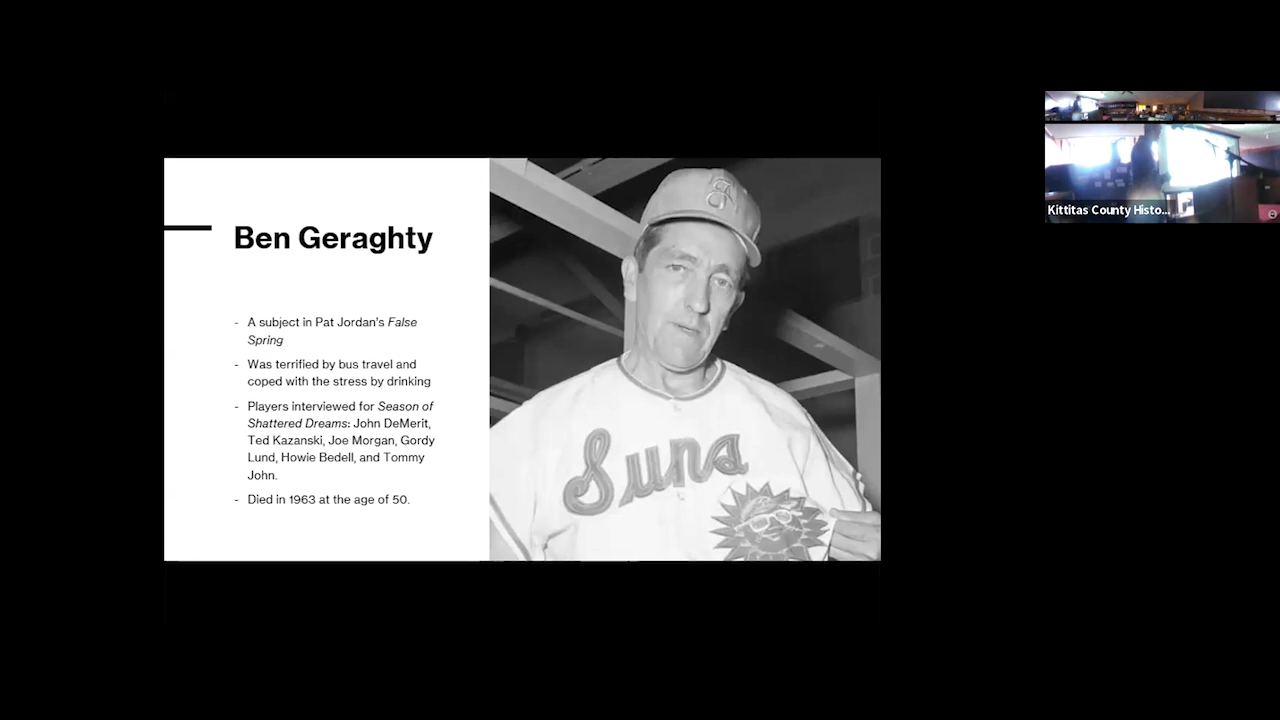 Ben Geraghty
- A subject in Pat Jordan's False
Spring
- Was terrified by bus travel and
coped with the stress by drinking
- Players interviewed for Season of
Shattered Dreams: John DeMerit,
Ted Kazanski, Joe Morgan, Gordy
Lund, Howie Bedell, and Tommy
John.
- Died in 1963 at the age of 50.
Suns
J
Kittitas County Histo...